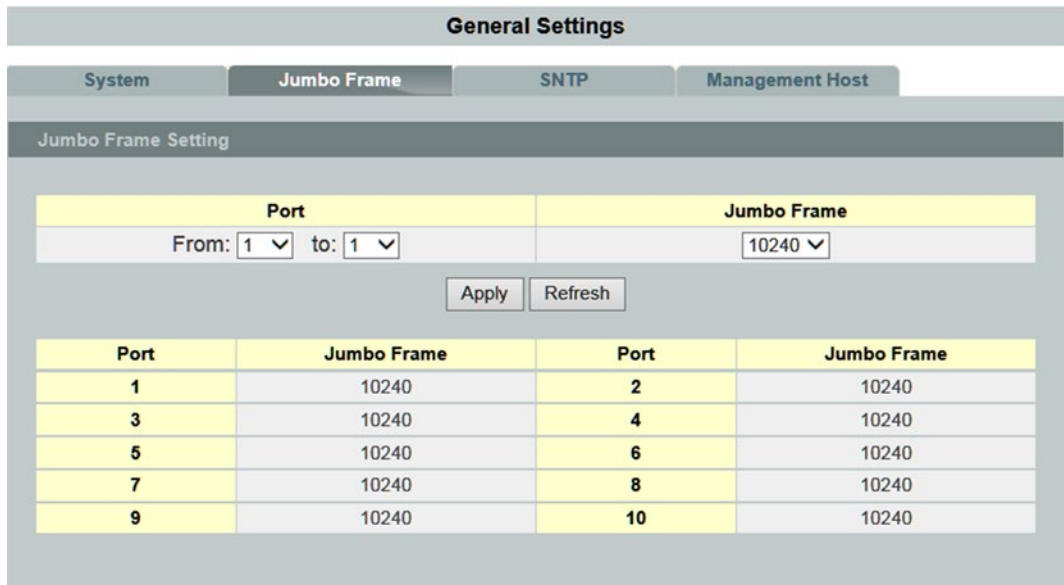 General Settings
System Jumbo Frame SNTP Management Host
Jumbo Frame Setting
Port Jumbo Frame
From: 1 to: 1 10240
Apply Refresh
Port Jumbo Frame Port Jumbo Frame
1 10240 2 10240
3 10240 4 10240
5 10240 6 10240
7 10240 8 10240
9 10240 10 10240